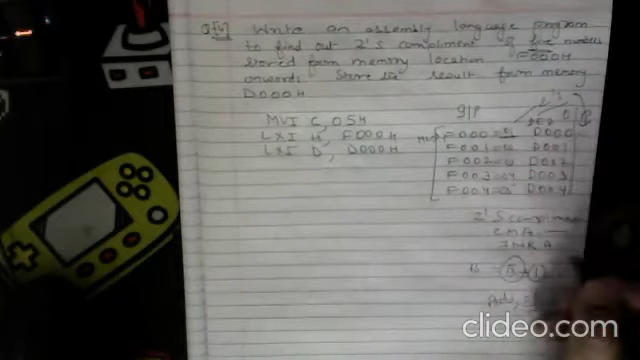 Write an assembly language program
to find out 2's compliment of five numbers
stored from memory location F000H
onwards. Store the result from memory
D000H
MVI C, 05H
LXI H, F000H
LXI D, D000H
I/P
F000 D000
F001 D001
F002 D002
F003 D003
F004 D004
2's compliment
CMA
INR A
clideo.com